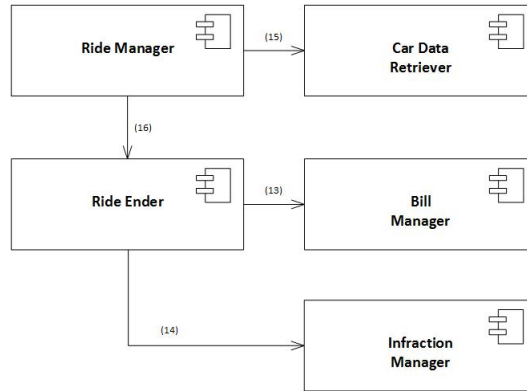 Ride Manager
(15)
Car Data
Retriever
(16)
Ride Ender
(13)
Bill
Manager
(14)
Infraction
Manager